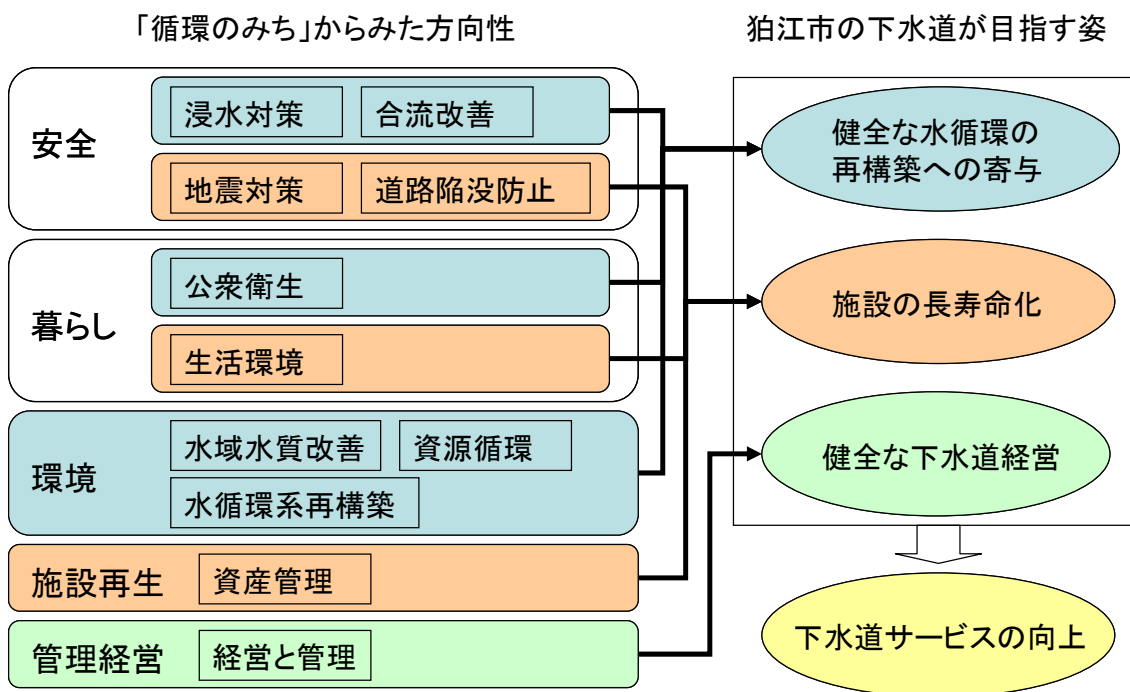 「循環のみち」からみた方向性
狛江市の下水道が目指す姿
安全
浸水対策
合流改善
地震対策
道路陥没防止
暮らし
公衆衛生
生活環境
環境
水域水質改善
資源循環
水循環系再構築
施設再生
資産管理
管理経営
経営と管理
健全な水循環の
再構築への寄与
施設の長寿命化
健全な下水道経営
下水道サービスの向上